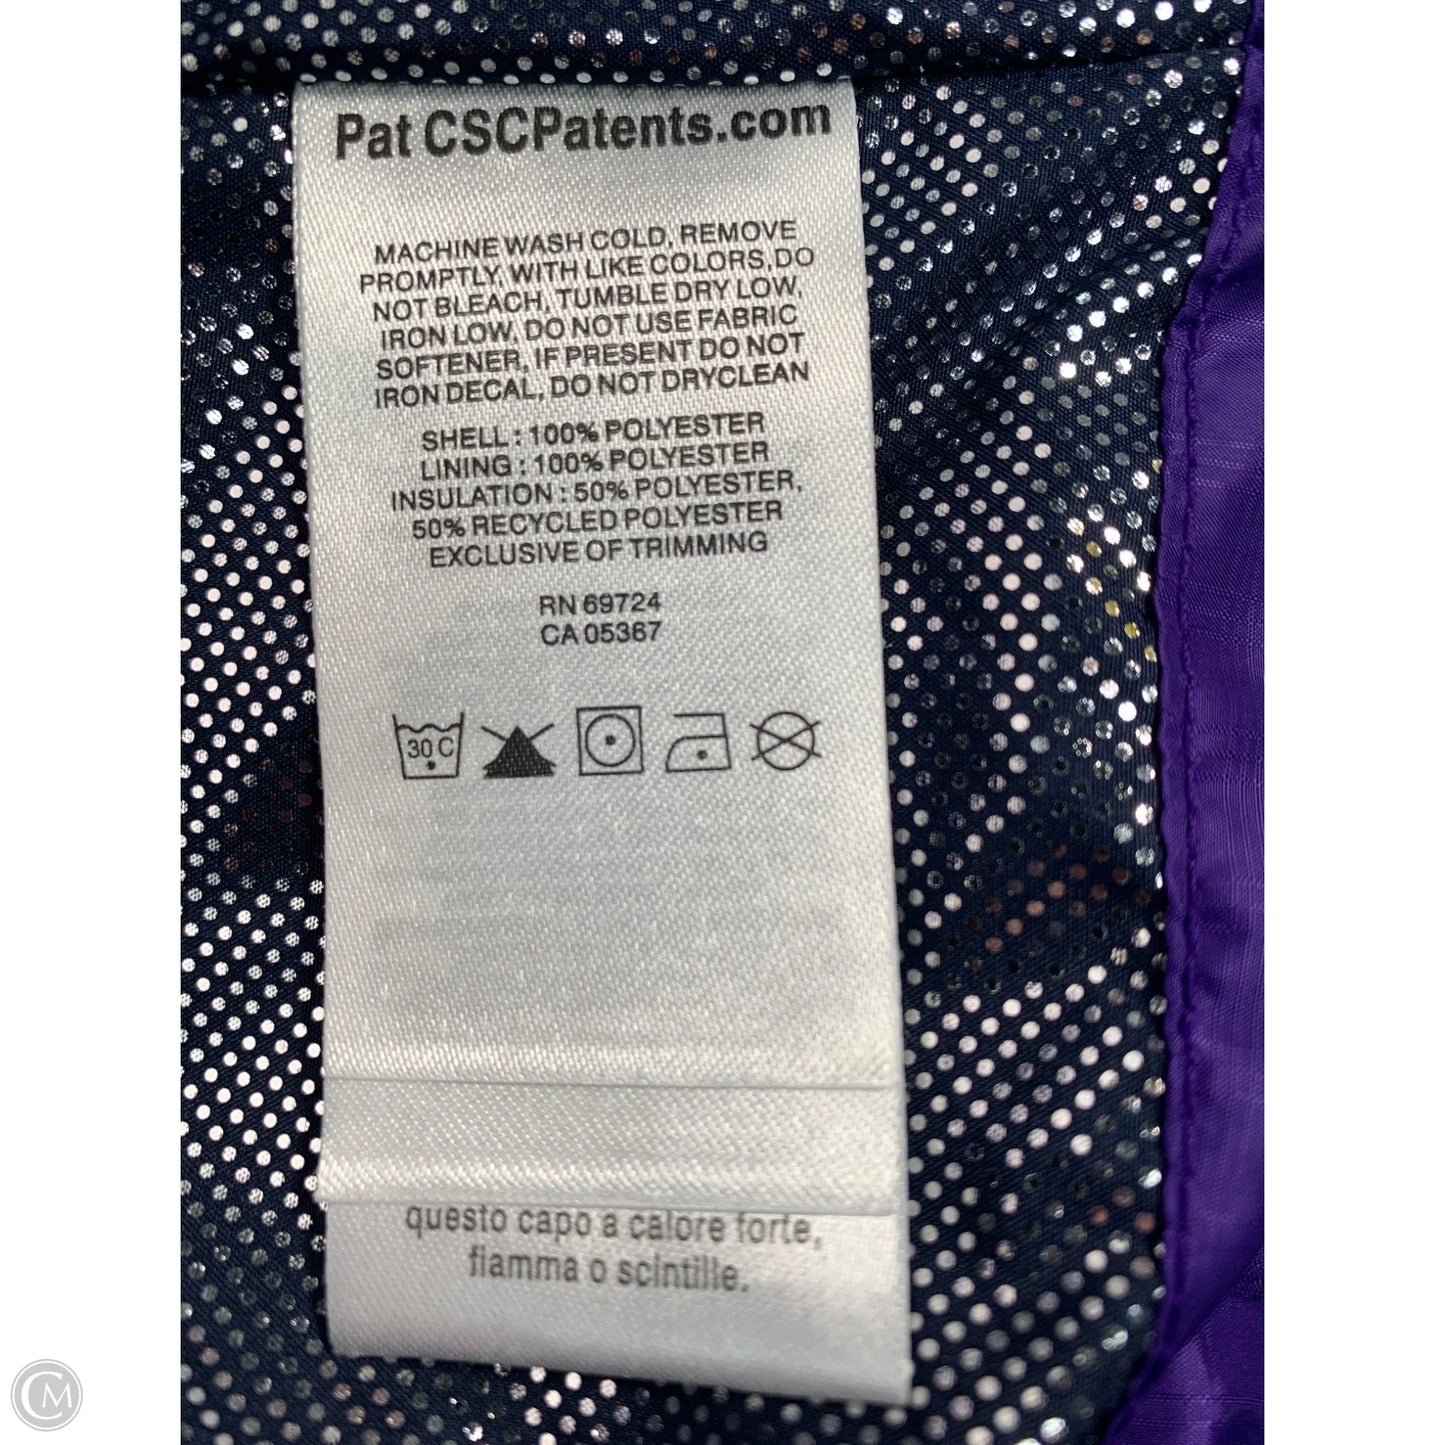 Pat CSCPatents.com
MACHINE WASH COLD, REMOVE
PROMPTLY, WITH LIKE COLORS, DO
NOT BLEACH, TUMBLE DRY LOW,
IRON LOW, DO NOT USE FABRIC
SOFTENER, IF PRESENT DO NOT
IRON DECAL, DO NOT DRYCLEAN
SHELL : 100% POLYESTER
LINING : 100% POLYESTER
INSULATION : 50% POLYESTER,
50% RECYCLED POLYESTER
EXCLUSIVE OF TRIMMING
RN 69724
CA 05367
30 C
questo capo a calore forte,
fiamma o scintille.
CM